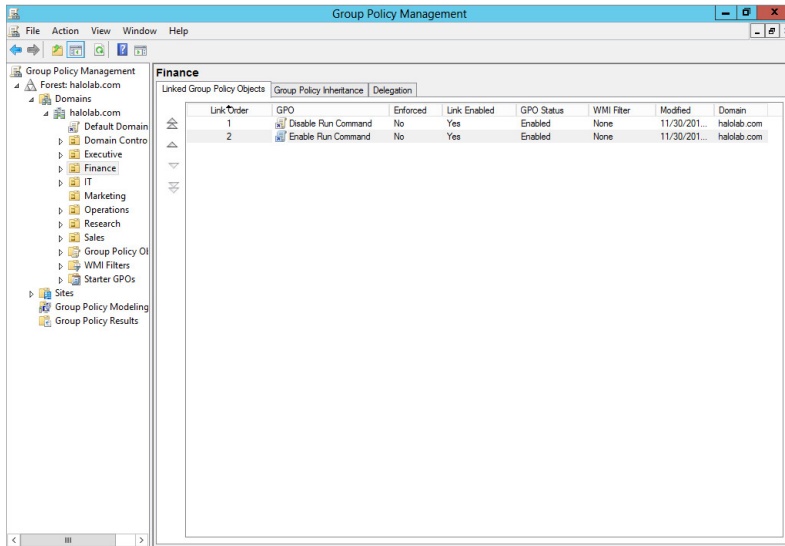 Group Policy Management
File Action View Window Help
Group Policy Management
Forest: halolab.com
Domains
halolab.com
Default Domain
Domain Contro
Executive
Finance
IT
Marketing
Operations
Research
Sales
Group Policy Ob
WMI Filters
Starter GPOs
Sites
Group Policy Modeling
Group Policy Results
Finance
Linked Group Policy Objects Group Policy Inheritance Delegation
Link Order GPO Enforced Link Enabled GPO Status WMI Filter Modified Domain
1 Disable Run Command No Yes Enabled None 11/30/201... halolab.com
2 Enable Run Command No Yes Enabled None 11/30/201... halolab.com